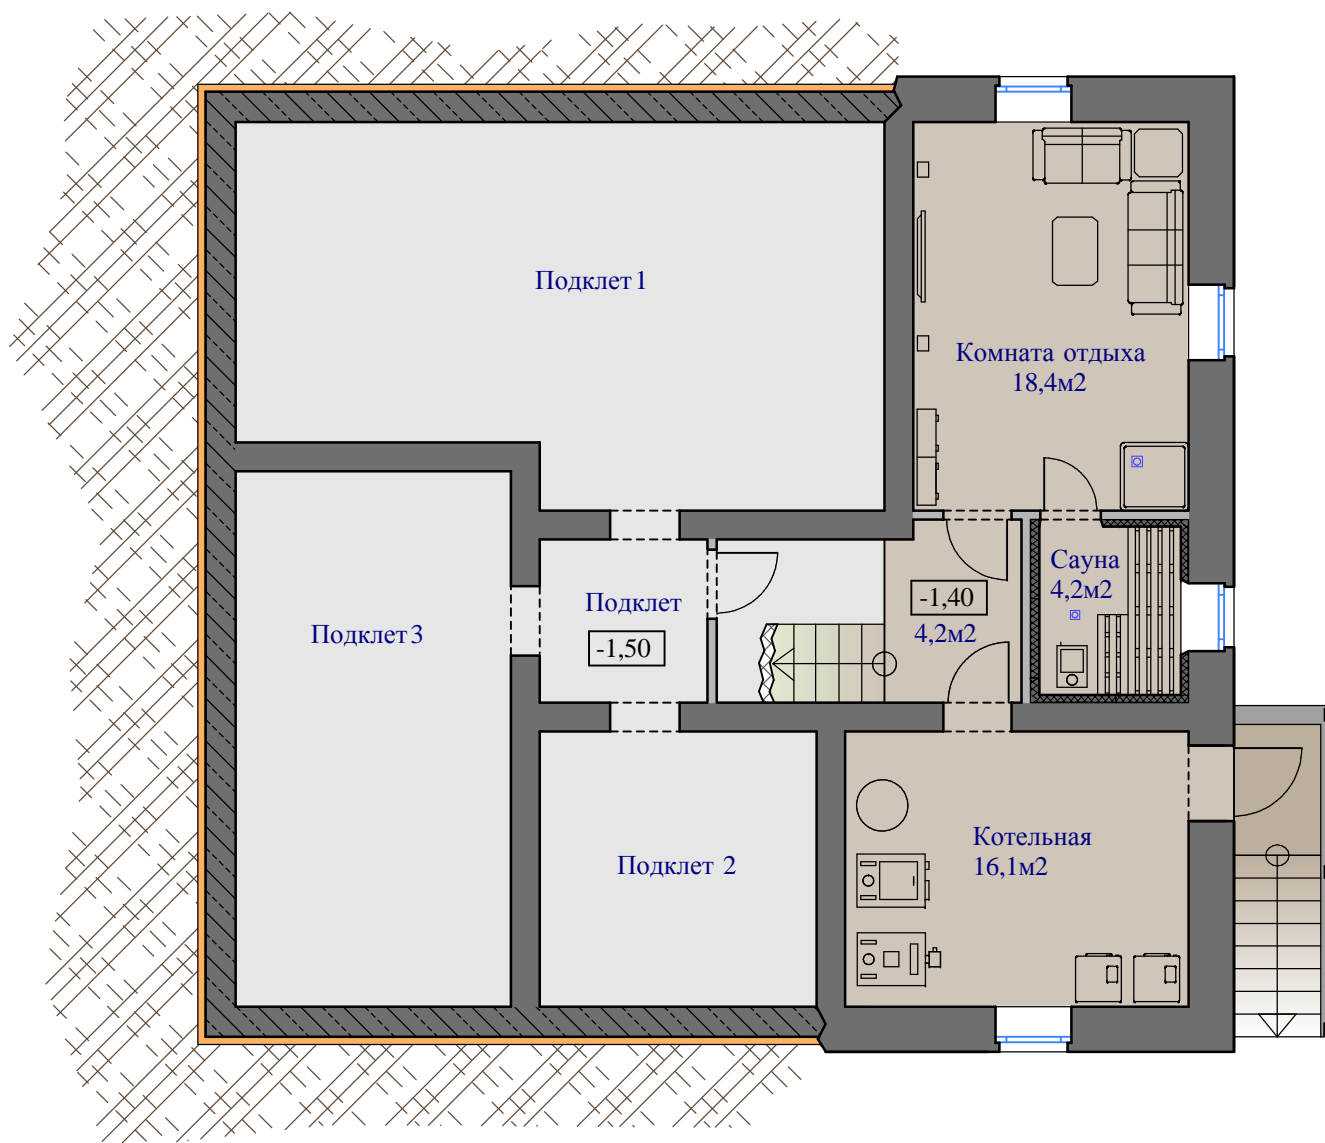 Подклет 1
Комната отдыха
18,4м2
Сауна
4,2м2
-1,40
4,2м2
Подклет
-1,50
Подклет 3
Котельная
16,1м2
Подклет 2